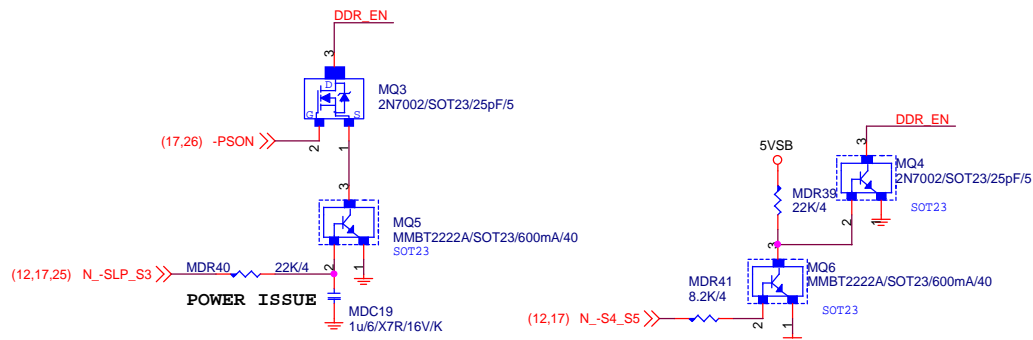 DDR_EN
3
D
G
S
MQ3
2N7002/SOT23/25pF/5
(17,26) -PSON
2
1
3
MQ5
MMBT2222A/SOT23/600mA/40
SOT23
2
1
(12,17,25) N_-SLP_S3
MDR40
22K/4
POWER ISSUE
MDC19
1u/6/X7R/16V/K
DDR_EN
3
5VSB
MQ4
2N7002/SOT23/25pF/5
MDR39
22K/4
SOT23
2
1
3
MQ6
MMBT2222A/SOT23/600mA/40
MDR41
8.2K/4
SOT23
(12,17) N_-S4_S5
2
1